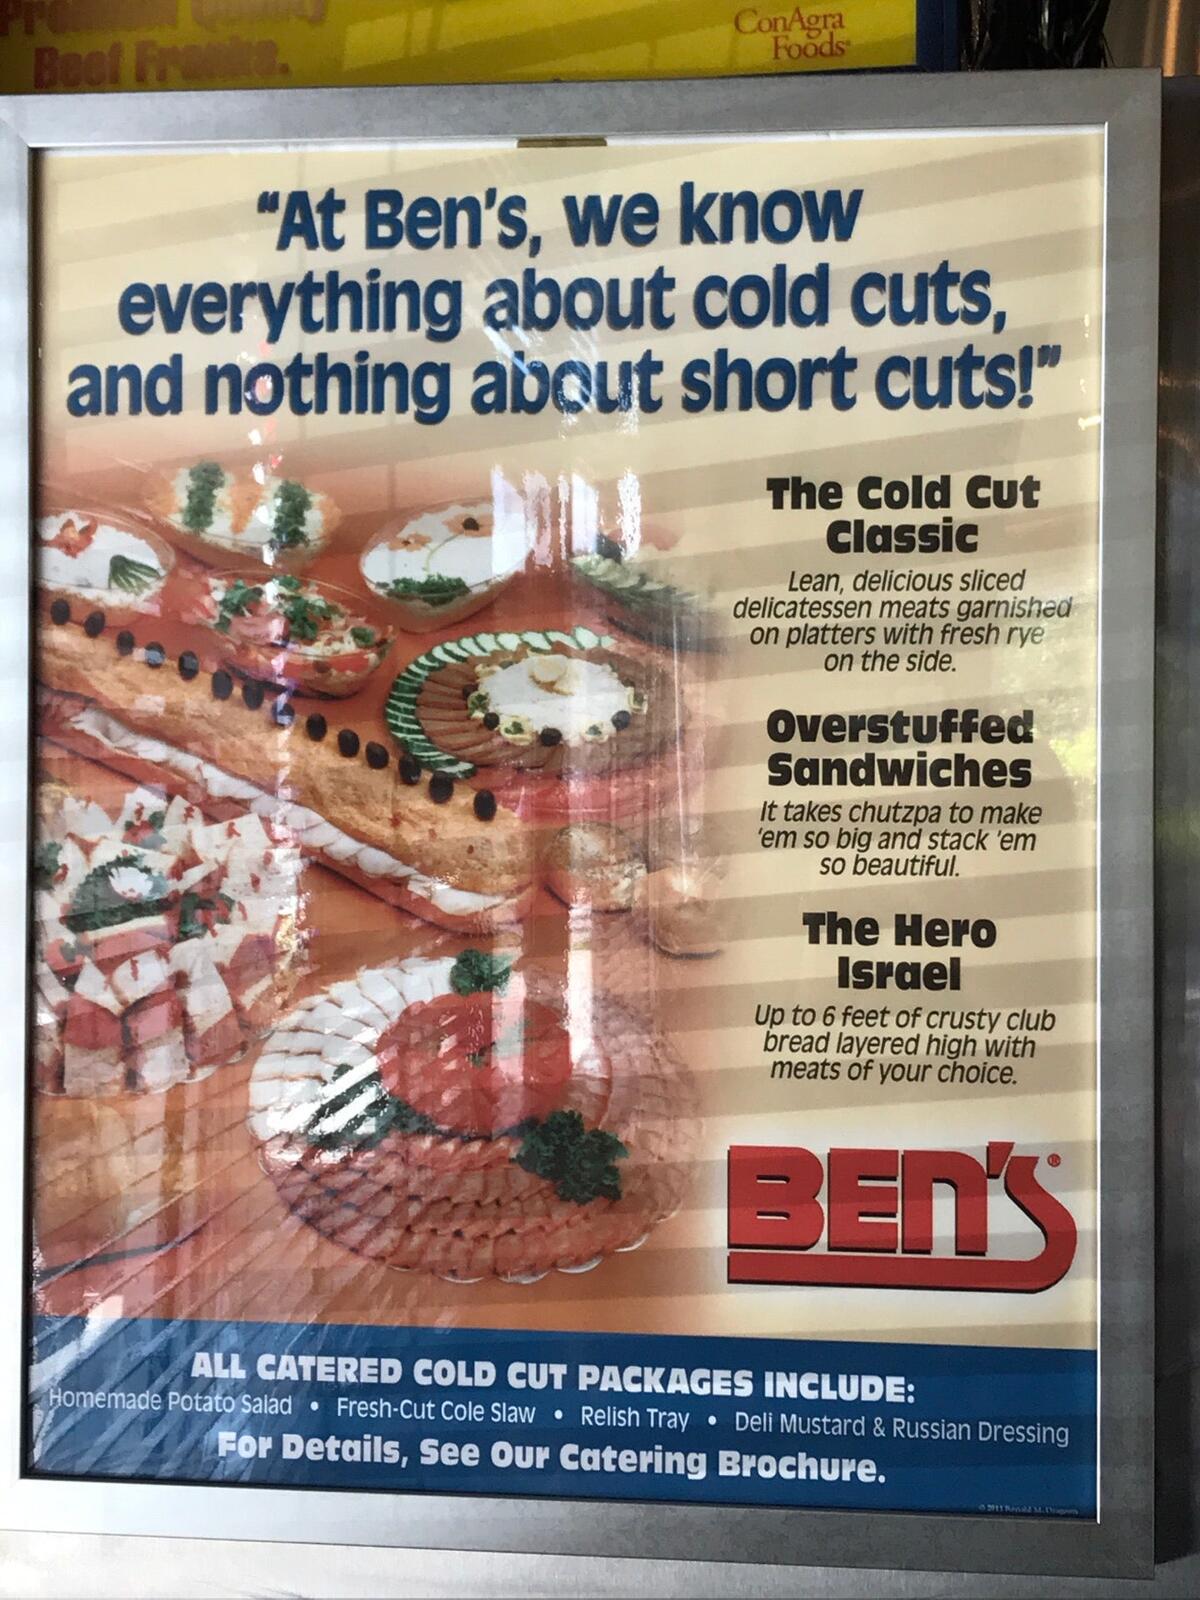 Beef Franks.
ConAgra
Foods
"At Ben's, we know
everything about cold cuts,
and nothing about short cuts!"
The Cold Cut
Classic
Lean, delicious sliced
delicatessen meats garnished
on platters with fresh rye
on the side.
Overstuffed
Sandwiches
It takes chutzpa to make
'em so big and stack 'em
so beautiful.
The Hero
Israel
Up to 6 feet of crusty club
bread layered high with
meats of your choice.
BEN'S®
ALL CATERED COLD CUT PACKAGES INCLUDE:
Homemade Potato Salad • Fresh-Cut Cole Slaw • Relish Tray • Deli Mustard & Russian Dressing
For Details, See Our Catering Brochure.